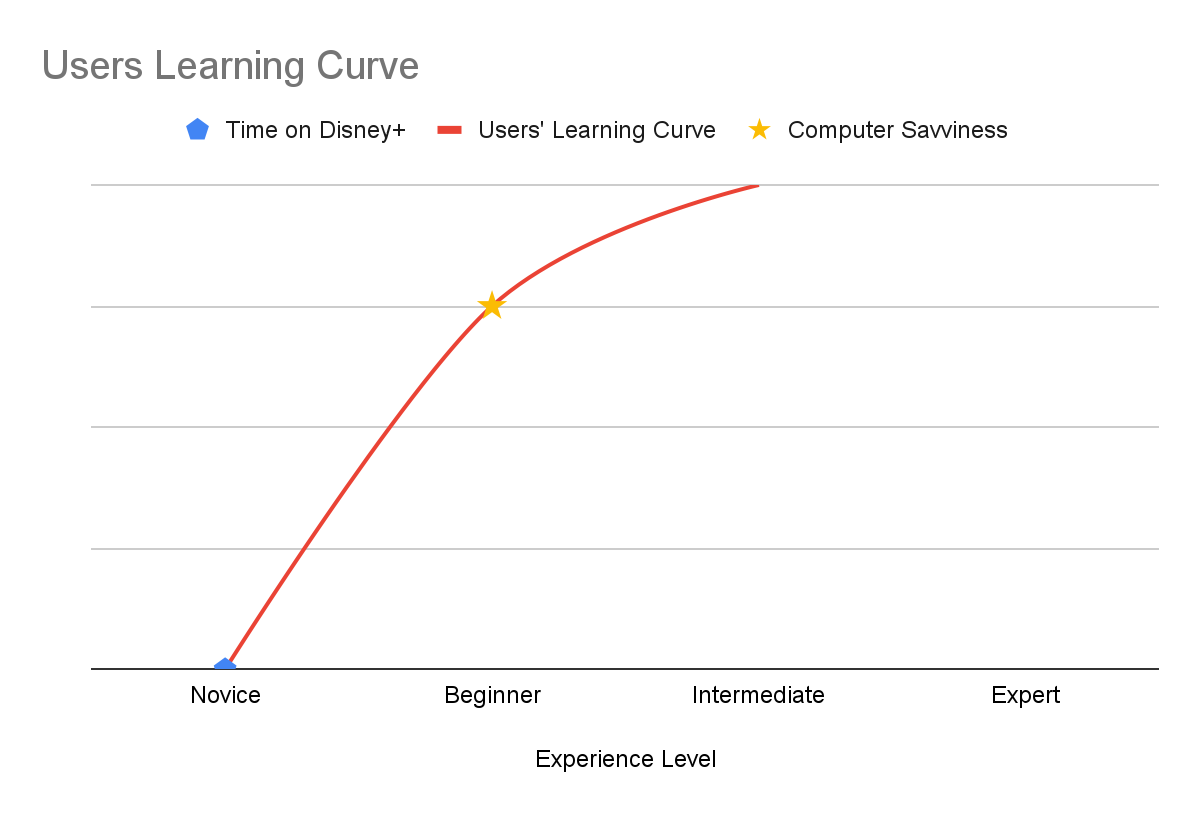 Users Learning Curve
Time on Disney+ Users' Learning Curve Computer Savviness
Novice Beginner Intermediate Expert
Experience Level